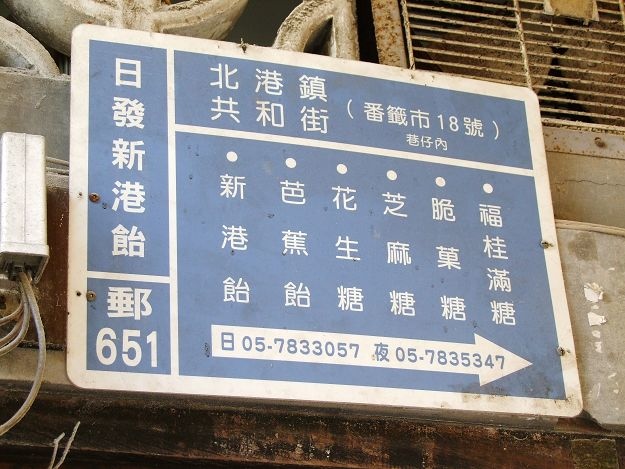 日發新港飴
郵
651
北港鎮
共和街
（番籤市18號）
巷仔內
福桂滿糖
脆菓糖
芝麻糖
花生糖
芭蕉飴
新港飴
日 05-7833057 夜 05-7835347